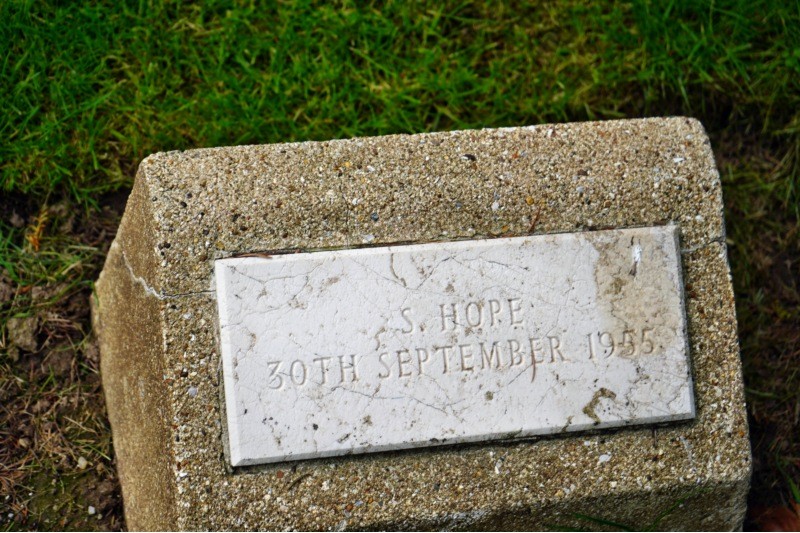 S. HOPE
30TH SEPTEMBER 1955